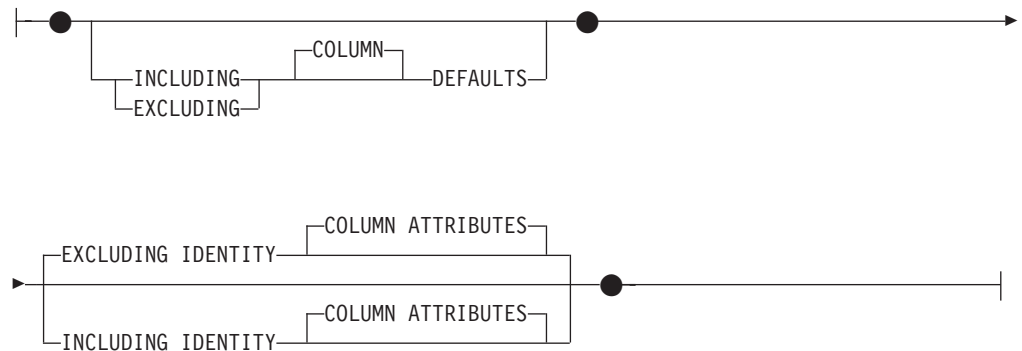 COLUMN
INCLUDING DEFAULTS
EXCLUDING
COLUMN ATTRIBUTES
EXCLUDING IDENTITY
COLUMN ATTRIBUTES
INCLUDING IDENTITY